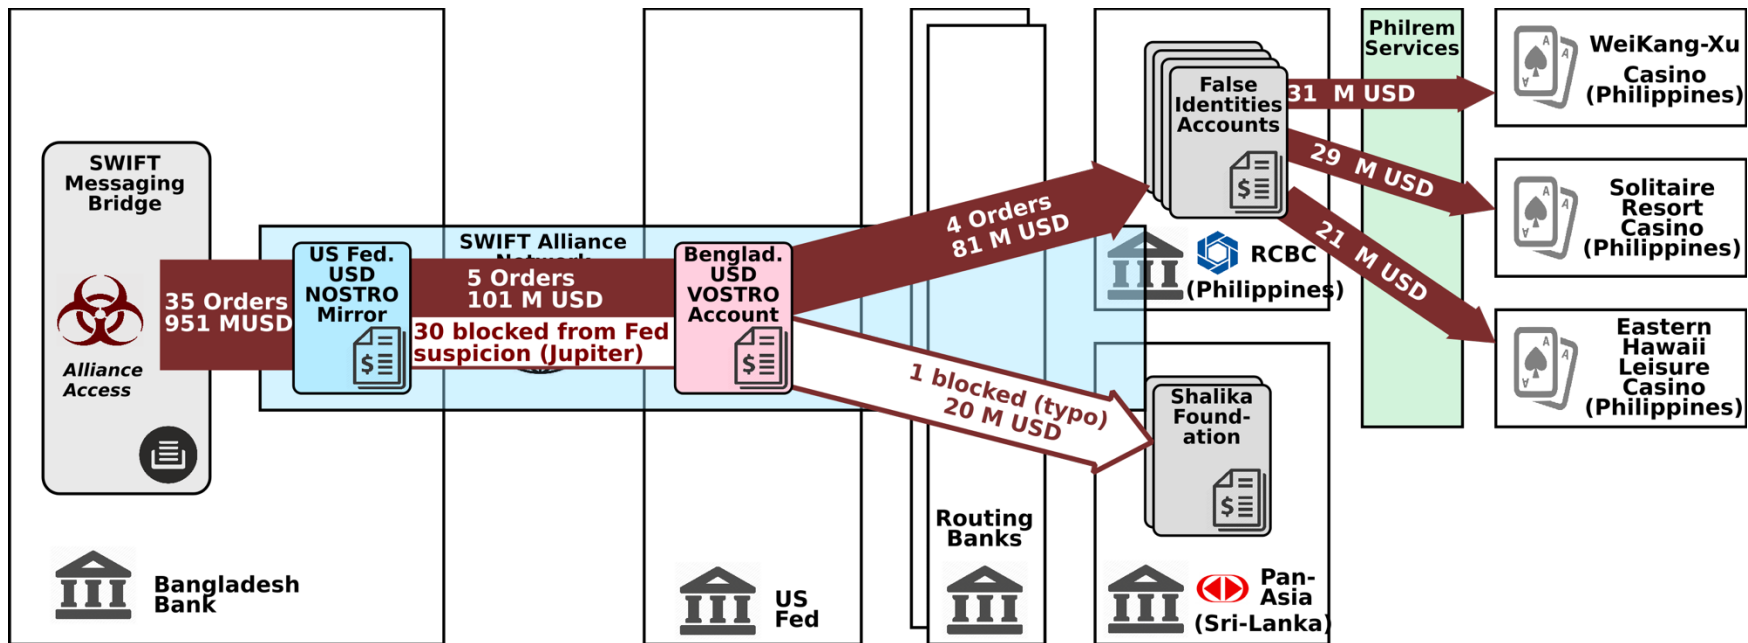 SWIFT
Messaging
Bridge
Alliance
Access
35 Orders
951 MUSD
Bangladesh
Bank
US Fed.
USD
NOSTRO
Mirror
SWIFT Alliance
Network
5 Orders
101 M USD
30 blocked from Fed
suspicion (Jupiter)
Benglad.
USD
VOSTRO
Account
US
Fed
4 Orders
81 M USD
1 blocked (typo)
20 M USD
Routing
Banks
False
Identities
Accounts
RCBC
(Philippines)
Shalika
Found-
ation
Pan-
Asia
(Sri-Lanka)
Philrem
Services
31 M USD
29 M USD
21 M USD
WeiKang-Xu
Casino
(Philippines)
Solitaire
Resort
Casino
(Philippines)
Eastern
Hawaii
Leisure
Casino
(Philippines)